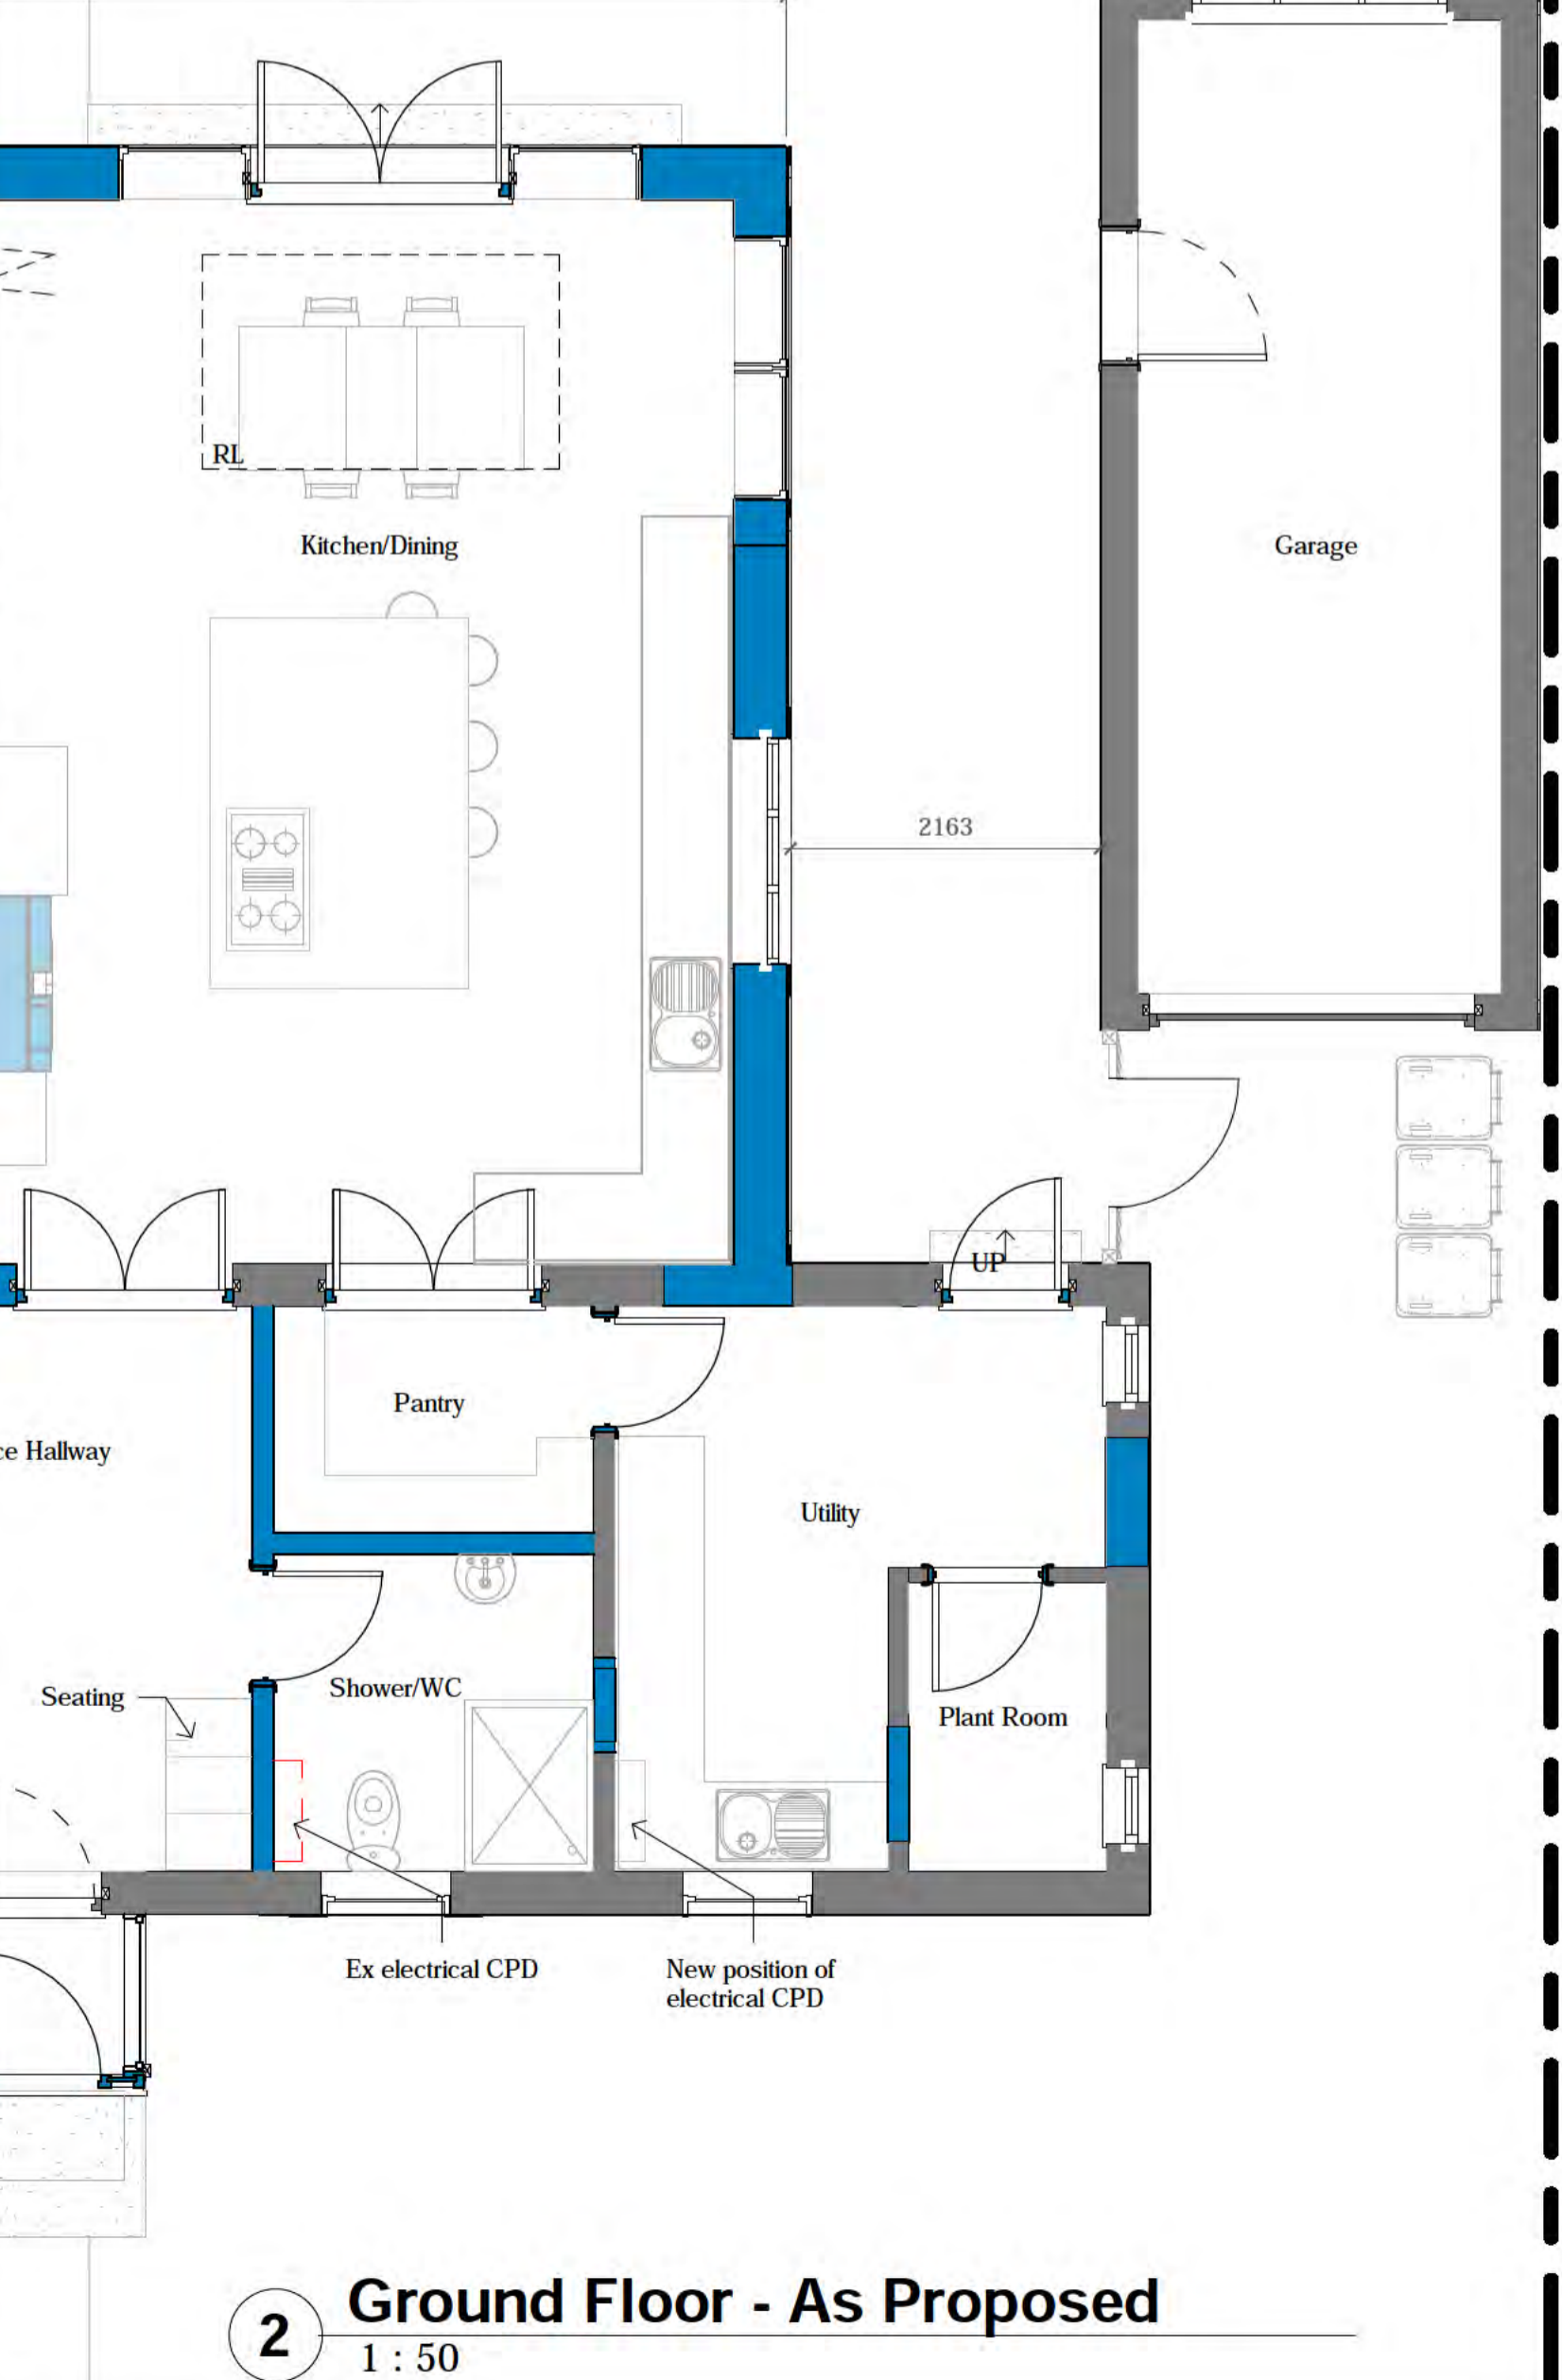 RL
Kitchen/Dining
Garage
2163
UP
Pantry
ce Hallway
Utility
Seating
Shower/WC
Plant Room
Ex electrical CPD
New position of
electrical CPD
2
Ground Floor - As Proposed
1 : 50